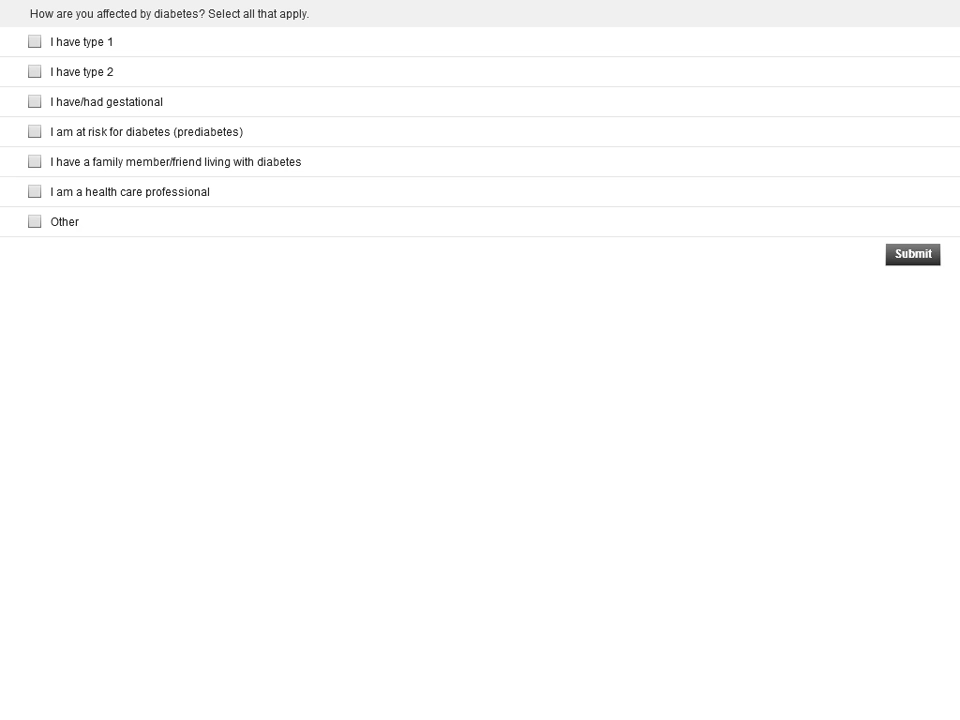 How are you affected by diabetes? Select all that apply.
I have type 1
I have type 2
I have/had gestational
I am at risk for diabetes (prediabetes)
I have a family member/friend living with diabetes
I am a health care professional
Other
Submit